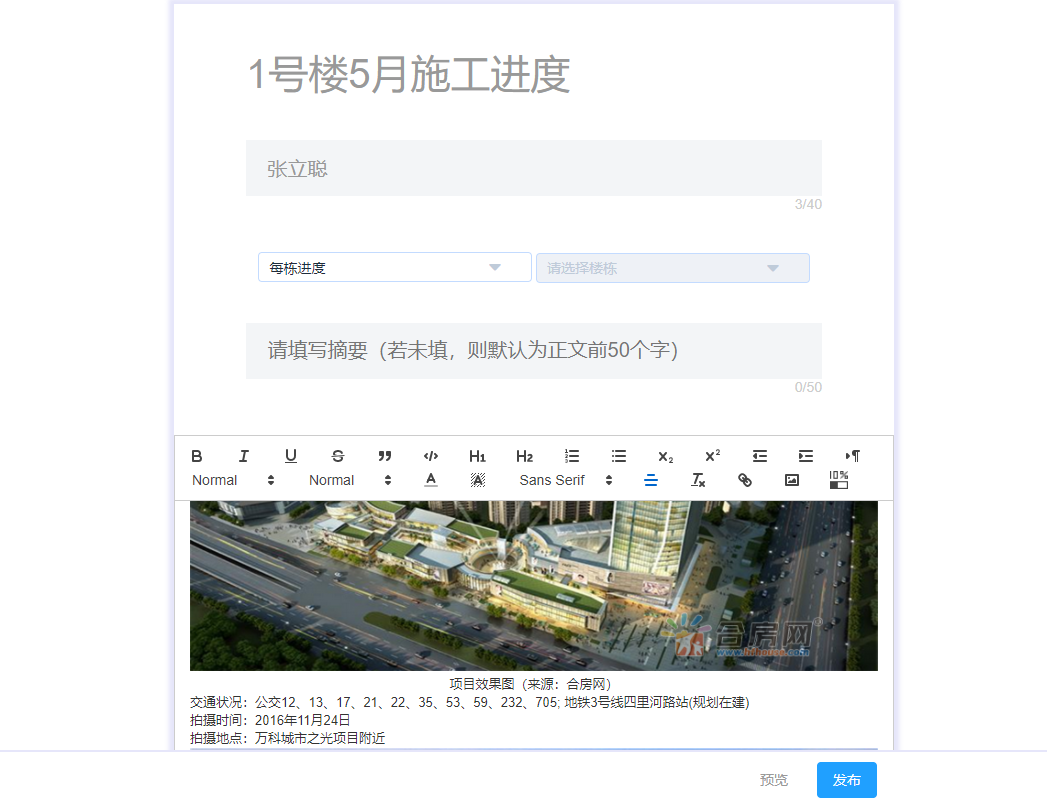 1号楼5月施工进度
张立聪
3/40
每栋进度 请选择楼栋
请填写摘要（若未填，则默认为正文前50个字）
0/50
B I U S ” </> H1 H2 X₂ X² ¶
Normal Normal A A Sans Serif Tx 10%
合房网®
项目效果图（来源：合房网）
交通状况：公交12、13、17、21、22、35、53、59、232、705; 地铁3号线四里河路站(规划在建)
拍摄时间：2016年11月24日
拍摄地点：万科城市之光项目附近
预览 发布